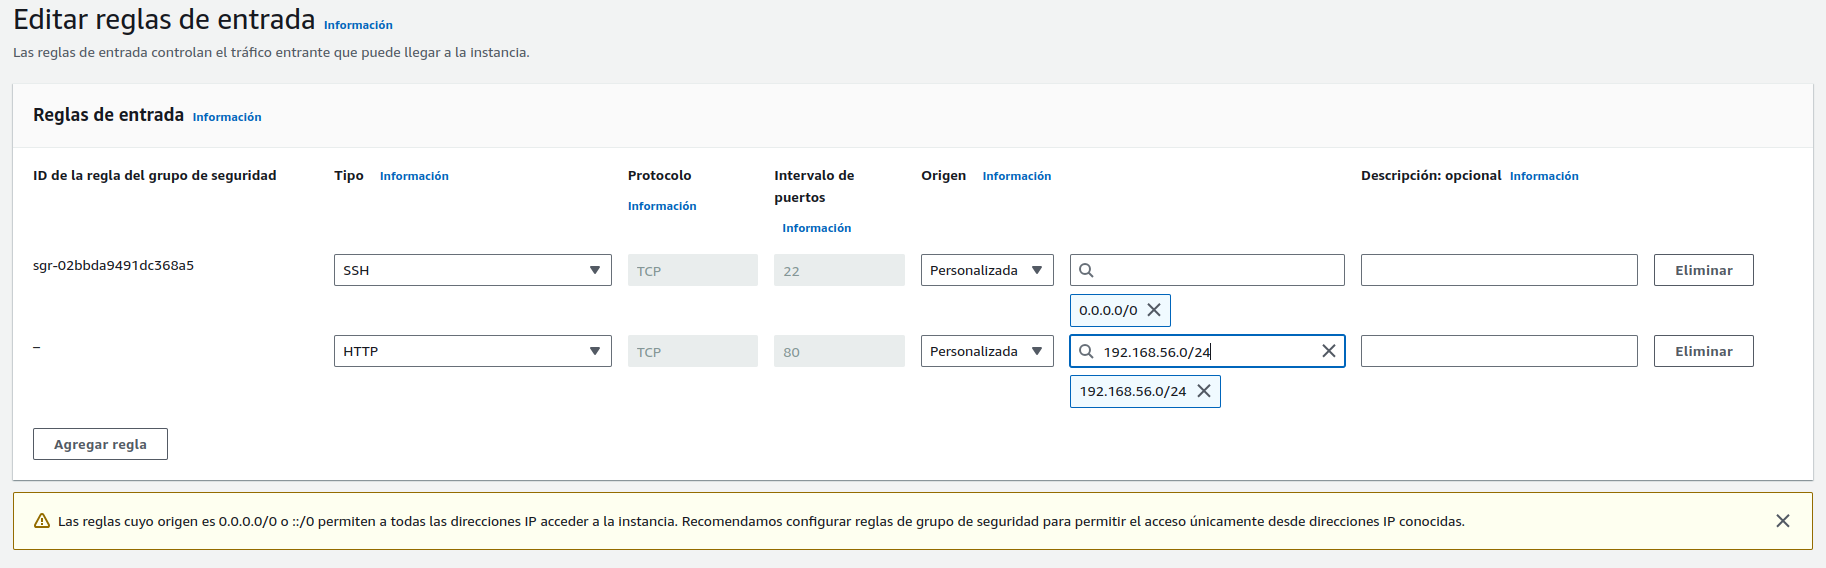 Editar reglas de entrada Información
Las reglas de entrada controlan el tráfico entrante que puede llegar a la instancia.
Reglas de entrada Información
ID de la regla del grupo de seguridad
Tipo Información
Protocolo
Información
Intervalo de
puertos
Información
Origen Información
Descripción: opcional Información
sgr-02bbda9491dc368a5
SSH
TCP
22
Personalizada
0.0.0.0/0
Eliminar
–
HTTP
TCP
80
Personalizada
192.168.56.0/24
192.168.56.0/24
Eliminar
Agregar regla
Las reglas cuyo origen es 0.0.0.0/0 o ::/0 permiten a todas las direcciones IP acceder a la instancia. Recomendamos configurar reglas de grupo de seguridad para permitir el acceso únicamente desde direcciones IP conocidas.